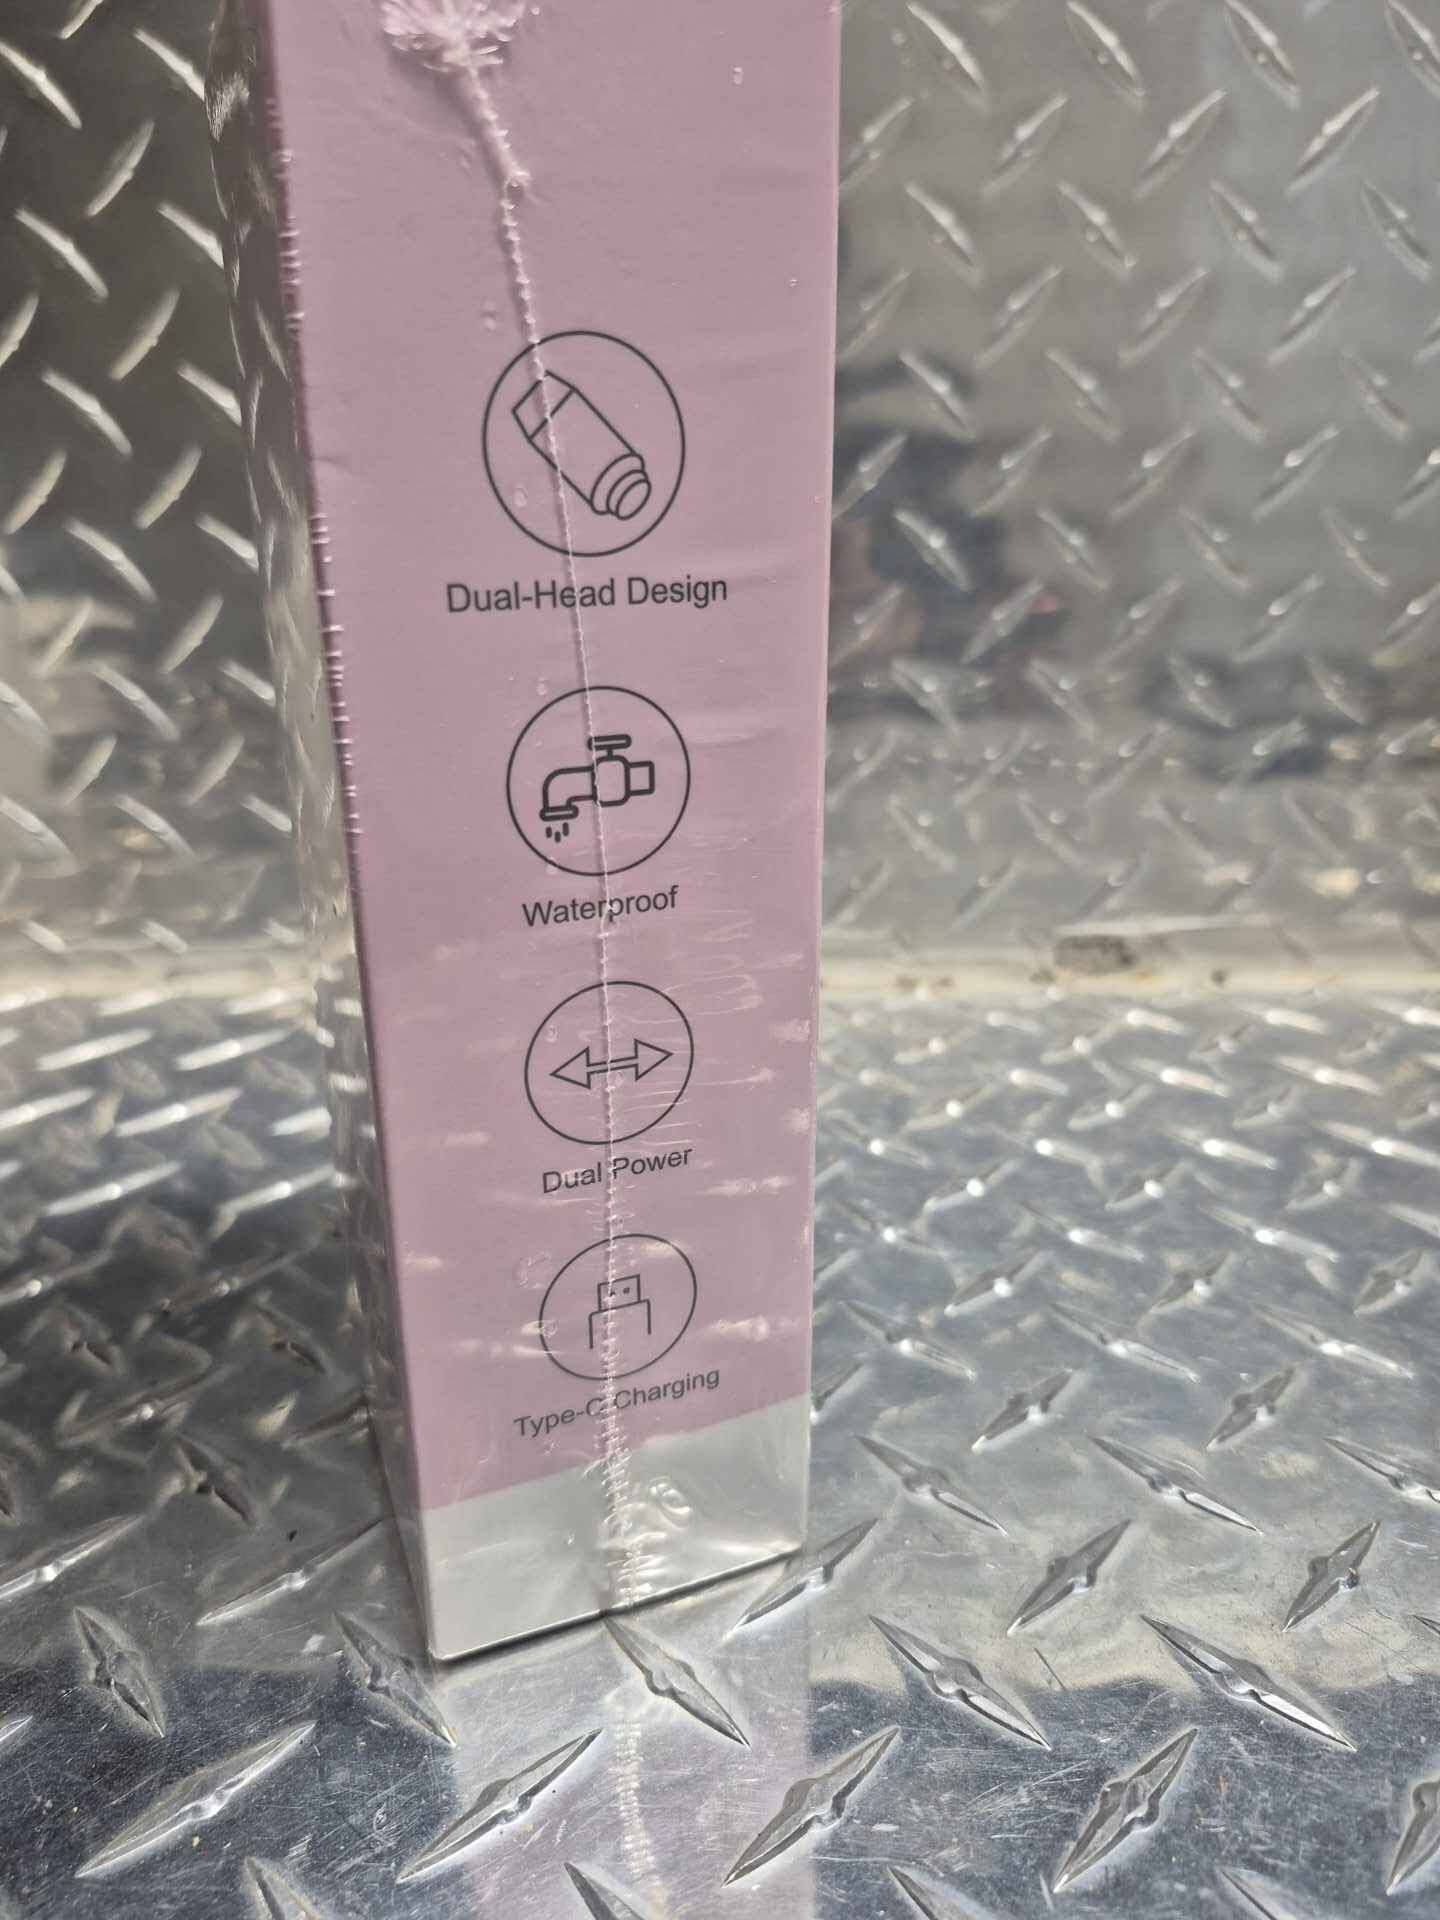 Dual-Head Design
Waterproof
Dual Power
Type-C Charging